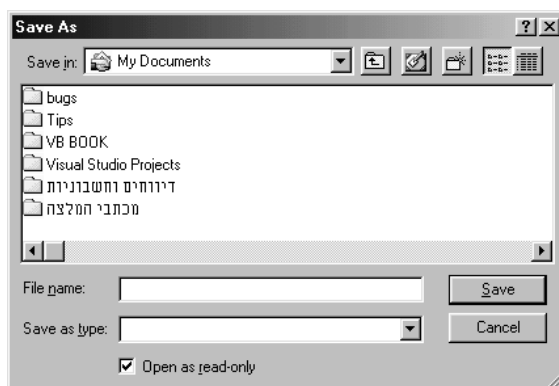 Save As
Save in: My Documents
bugs
Tips
VB BOOK
Visual Studio Projects
דיווחים וחשבוניות
מכתבי המלצה
File name: Save
Save as type: Cancel
Open as read-only